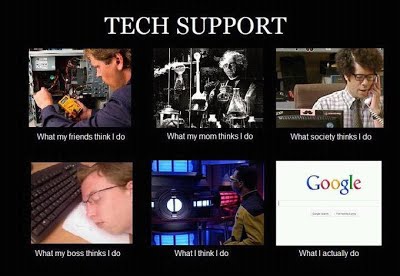 TECH SUPPORT
What my friends think I do
What my mom thinks I do
What society thinks I do
What my boss thinks I do
What I think I do
What I actually do
Google